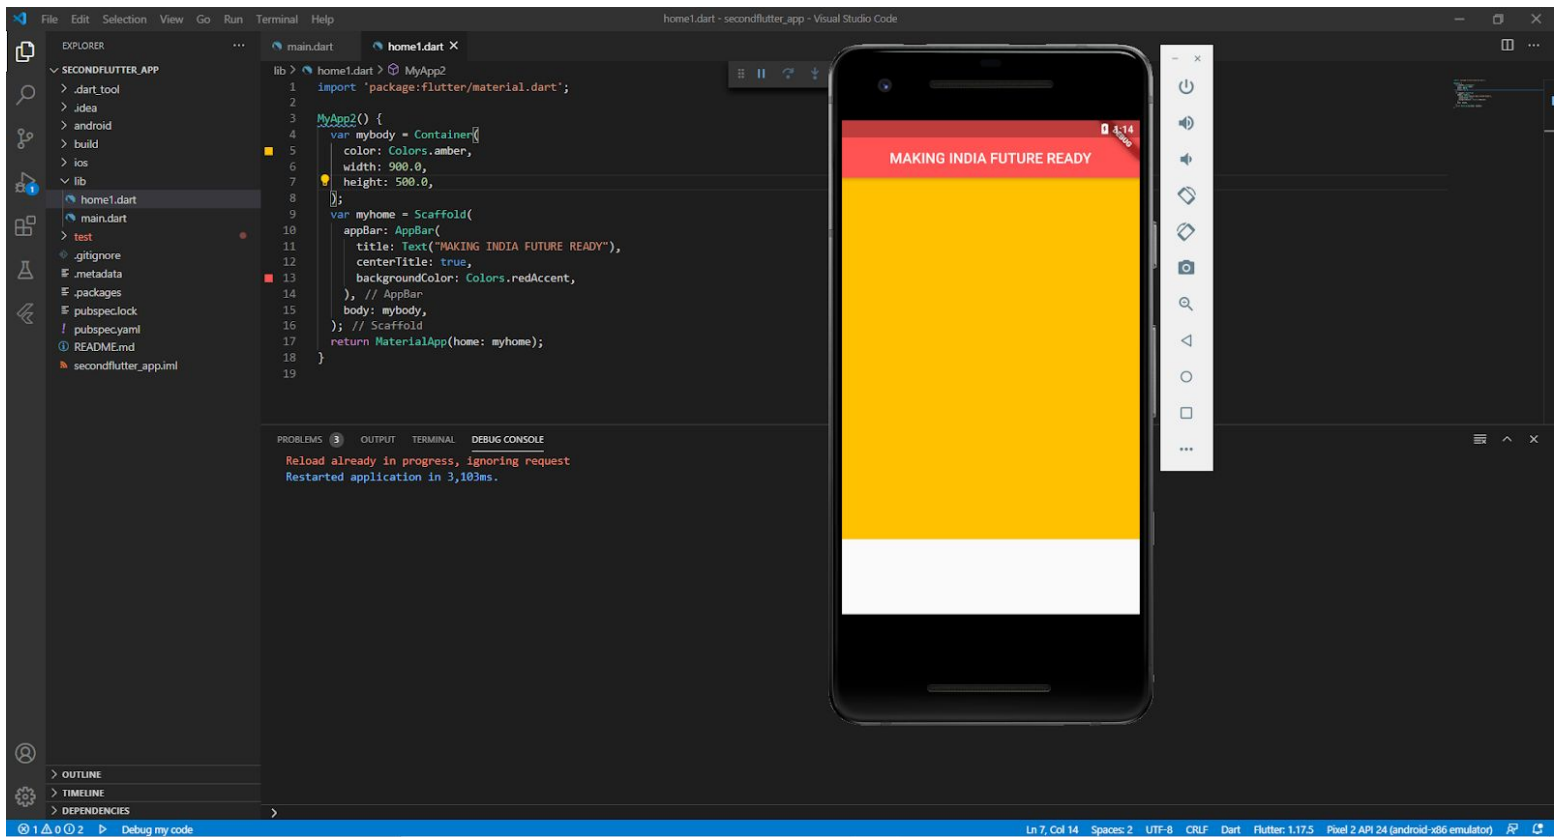 File Edit Selection View Go Run Terminal Help
home1.dart - secondflutter_app - Visual Studio Code
EXPLORER
SECONDFLUTTER_APP
.dart_tool
.idea
android
build
ios
lib
home1.dart
main.dart
test
.gitignore
.metadata
.packages
pubspec.lock
pubspec.yaml
README.md
secondflutter_app.iml
OUTLINE
TIMELINE
DEPENDENCIES
1
main.dart home1.dart
lib > home1.dart > MyApp2
1 import 'package:flutter/material.dart';
2
3 MyApp2() {
4 var mybody = Container(
5 color: Colors.amber,
6 width: 900.0,
7 height: 500.0,
8 );
9 var myhome = Scaffold(
10 appBar: AppBar(
11 title: Text("MAKING INDIA FUTURE READY"),
12 centerTitle: true,
13 backgroundColor: Colors.redAccent,
14 ), // AppBar
15 body: mybody,
16 ); // Scaffold
17 return MaterialApp(home: myhome);
18 }
19
PROBLEMS 3 OUTPUT TERMINAL DEBUG CONSOLE
Reload already in progress, ignoring request
Restarted application in 3,103ms.
DEBUG
MAKING INDIA FUTURE READY
1 0 2 Debug my code
Ln 7, Col 14 Spaces: 2 UTF-8 CRLF Dart Flutter: 1.17.5 Pixel 2 API 24 (android-x86 emulator)